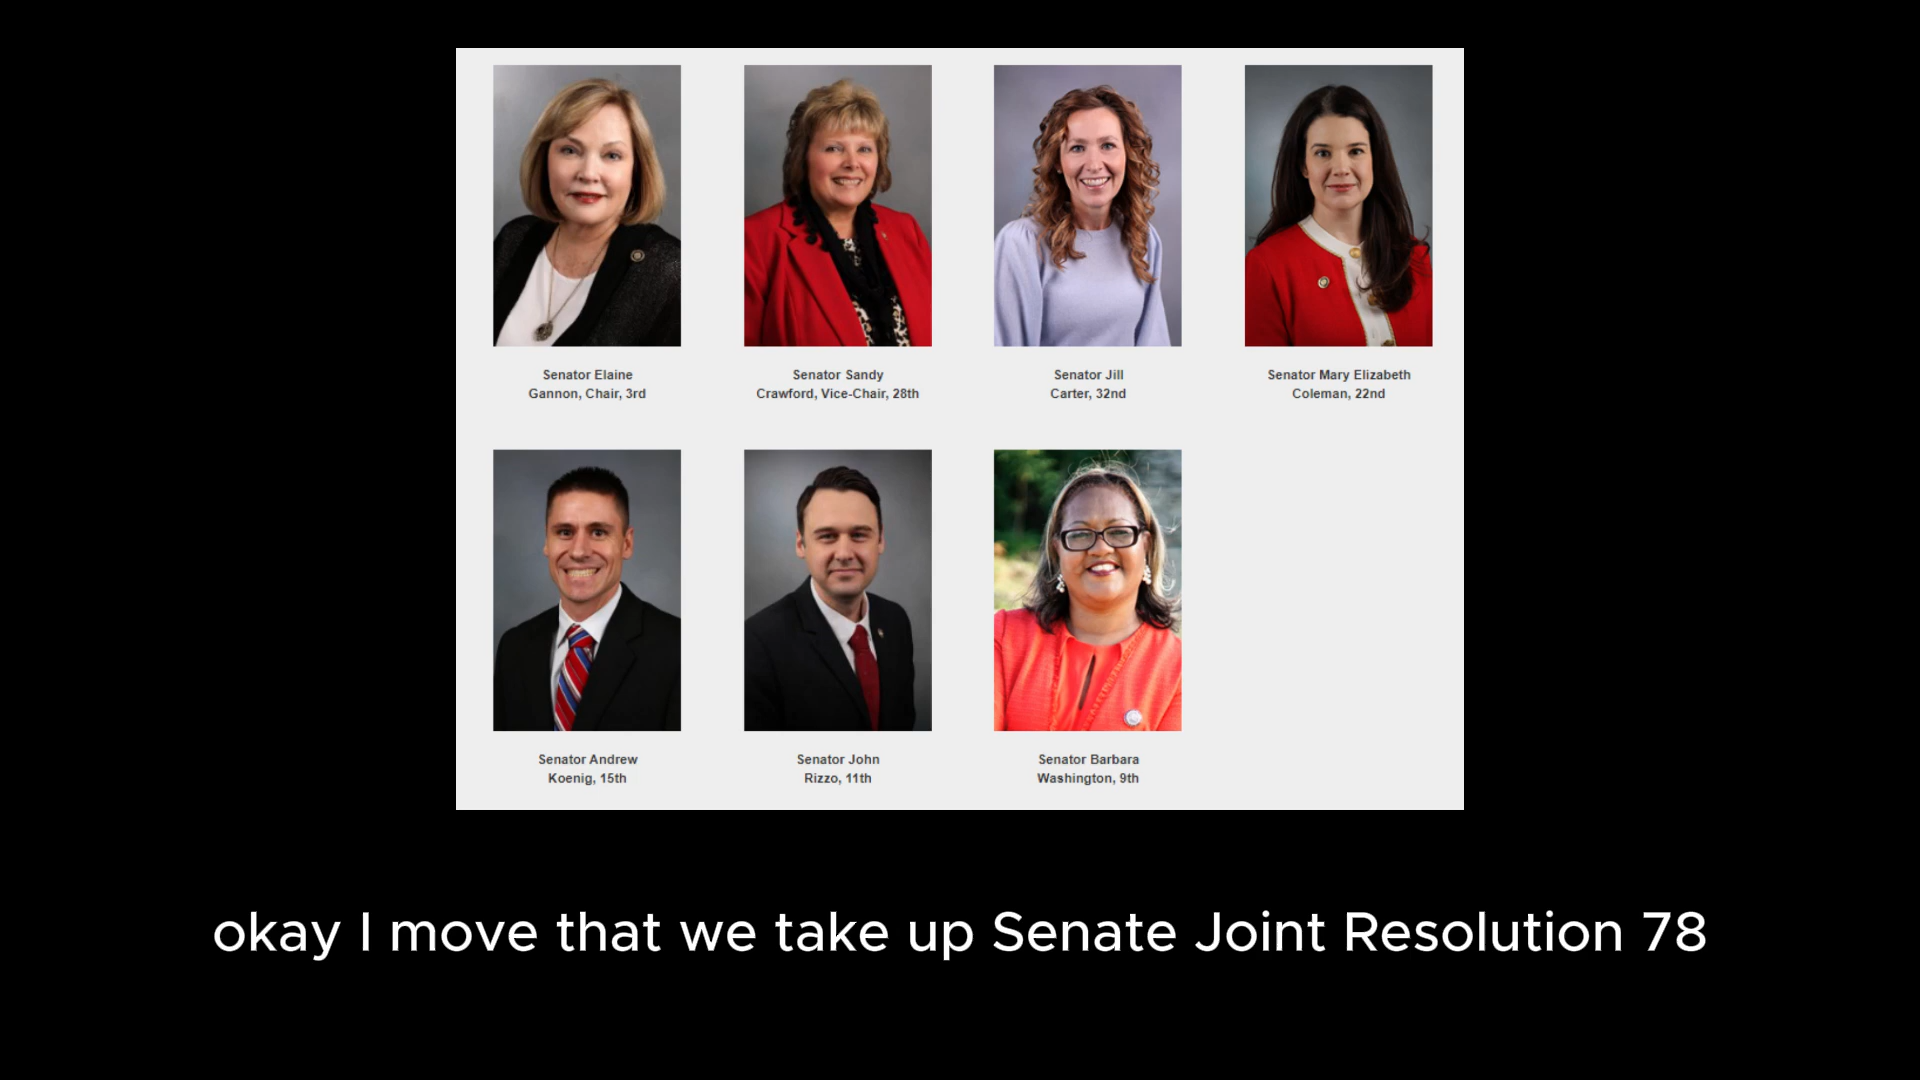 Senator Elaine
Gannon, Chair, 3rd
Senator Sandy
Crawford, Vice-Chair, 28th
Senator Jill
Carter, 32nd
Senator Mary Elizabeth
Coleman, 22nd
Senator Andrew
Koenig, 15th
Senator John
Rizzo, 11th
Senator Barbara
Washington, 9th
okay I move that we take up Senate Joint Resolution 78